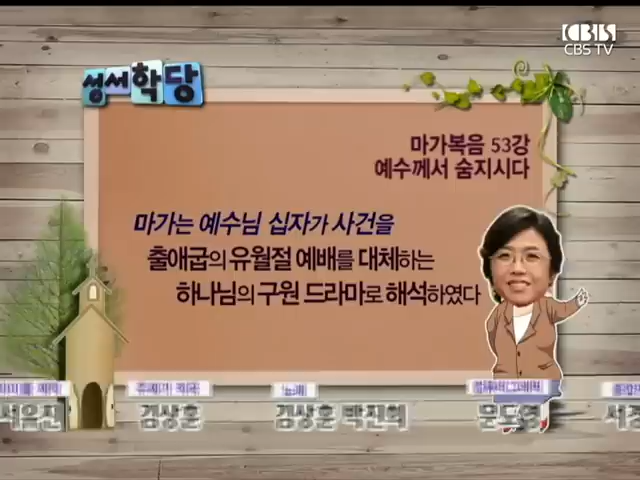 CBS
CBS TV
성서학당
마가복음 53강
예수께서 숨지시다
마가는 예수님 십자가 사건을
출애굽의 유월절 예배를 대체하는
하나님의 구원 드라마로 해석하였다
김상훈
김상훈 박진희
문도영